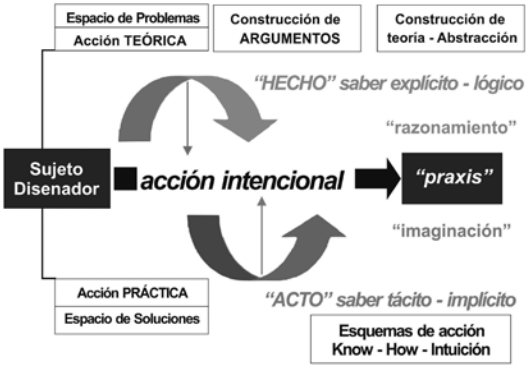 Espacio de Problemas
Acción TEÓRICA
Construcción de
ARGUMENTOS
Construcción de
teoría - Abstracción
“HECHO” saber explícito - lógico
“razonamiento”
Sujeto
Disenador
acción intencional
“praxis”
“imaginación”
Acción PRÁCTICA
Espacio de Soluciones
“ACTO” saber tácito - implícito
Esquemas de acción
Know - How - Intuición